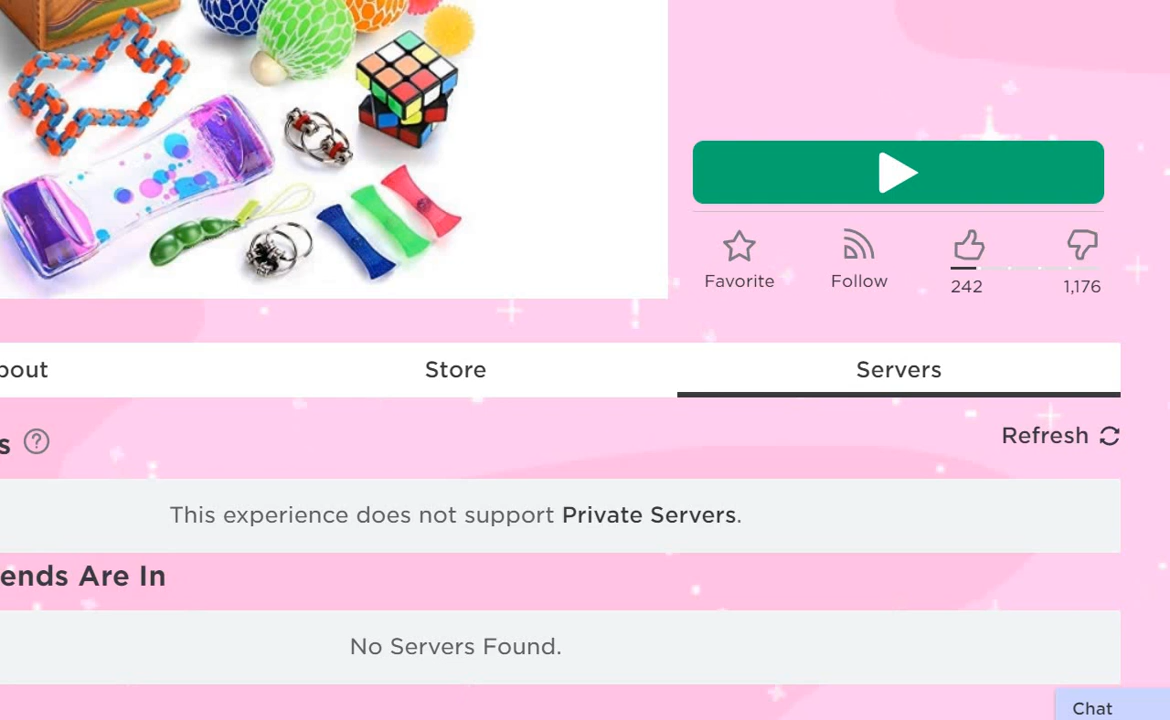 Favorite
Follow
242
1,176
bout
Store
Servers
s
Refresh
This experience does not support Private Servers.
ends Are In
No Servers Found.
Chat